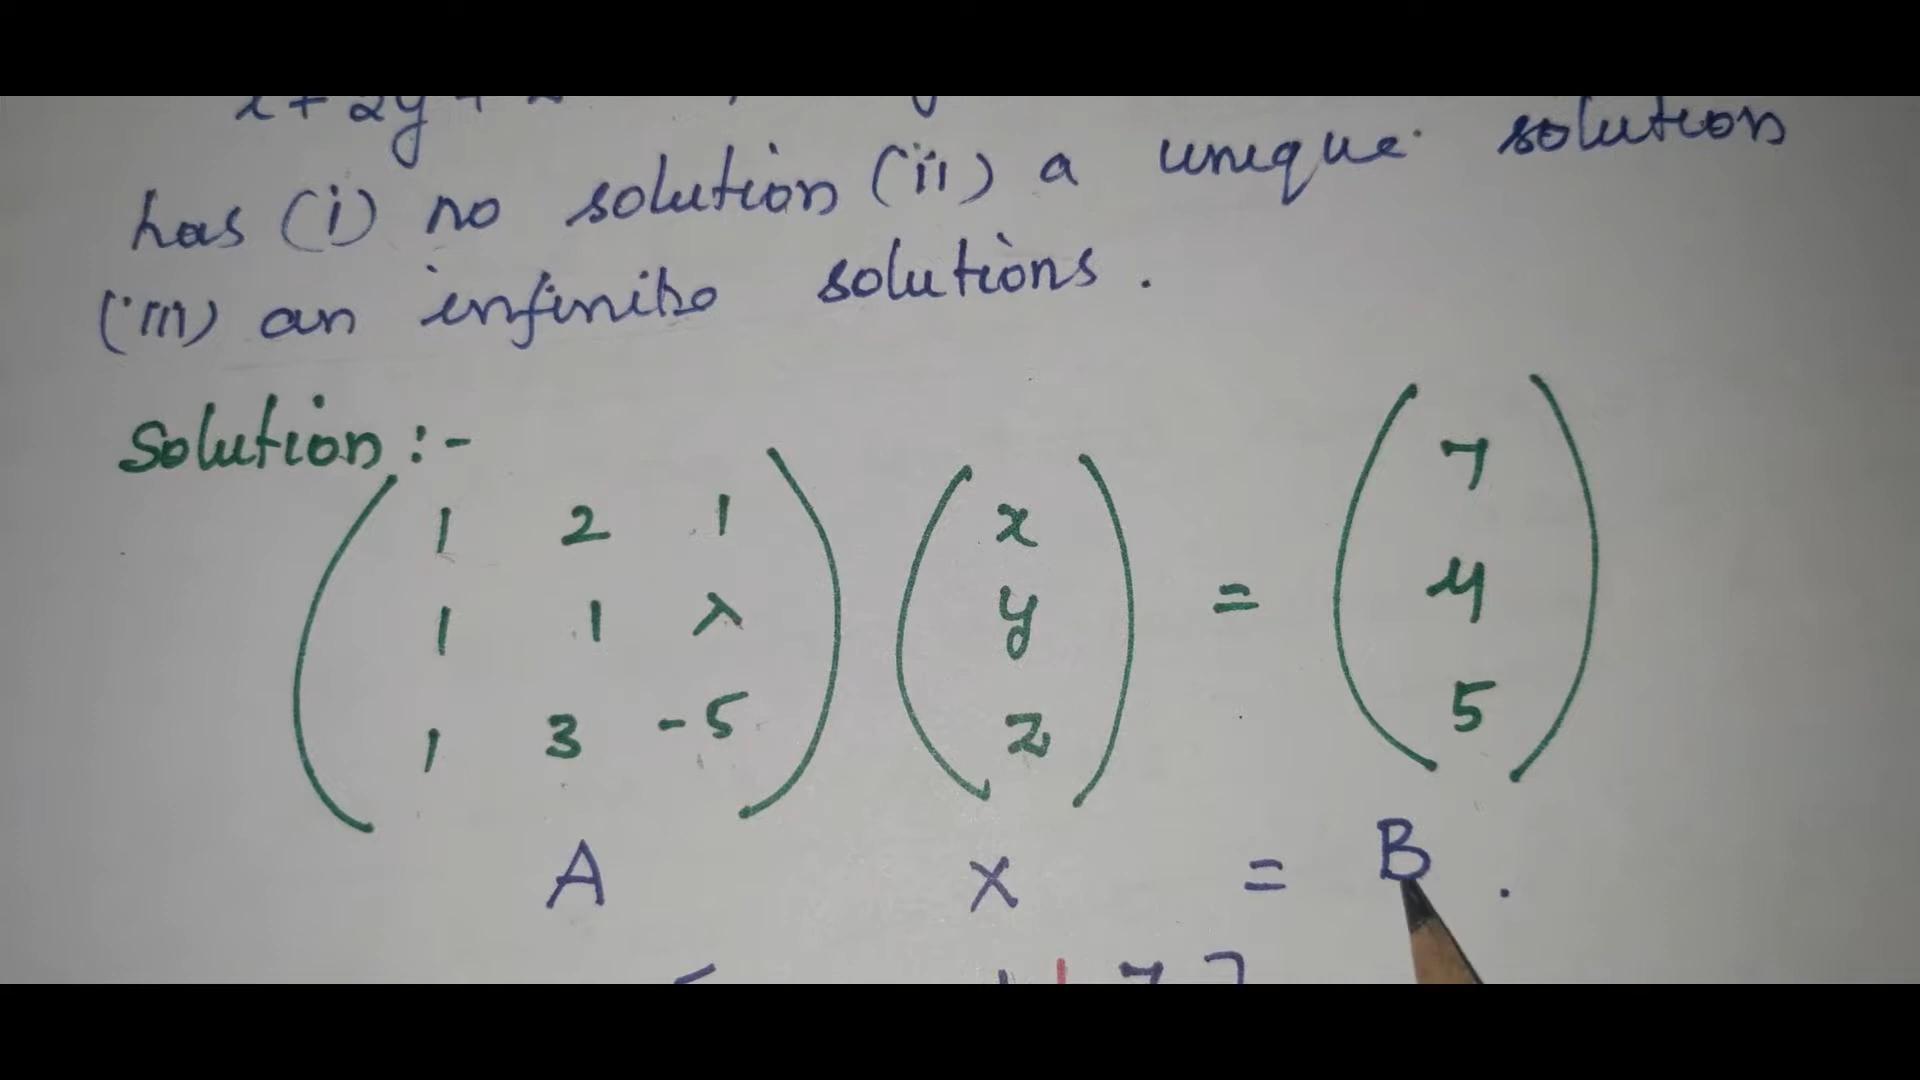 x + 2y +
has (i) no solution (ii) a unique solution
(iii) an infinite solutions.
Solution :-
1 2 1 x 7
1 1 λ y = μ
1 3 -5 z 5
A X = B .